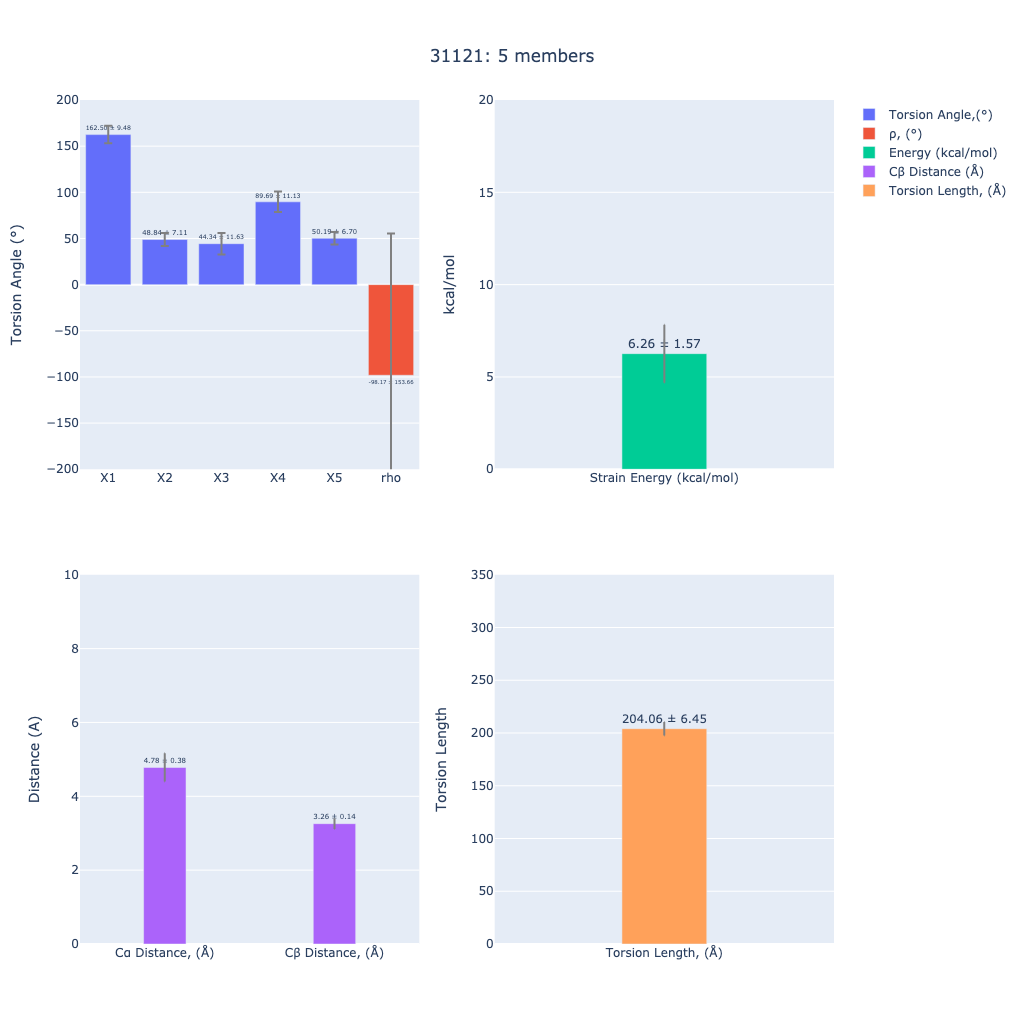 31121: 5 members
200
150
100
50
0
−50
−100
−150
−200
Torsion Angle (°)
162.50 ± 9.48
48.84 ± 7.11
44.34 ± 11.63
89.69 ± 11.13
50.19 ± 6.70
-98.17 ± 153.66
X1 X2 X3 X4 X5 rho
20
15
10
5
0
kcal/mol
6.26 ± 1.57
Strain Energy (kcal/mol)
Torsion Angle,(°)
ρ, (°)
Energy (kcal/mol)
Cβ Distance (Å)
Torsion Length, (Å)
10
8
6
4
2
0
Distance (A)
4.78 ± 0.38
3.26 ± 0.14
Cα Distance, (Å) Cβ Distance, (Å)
350
300
250
200
150
100
50
0
Torsion Length
204.06 ± 6.45
Torsion Length, (Å)